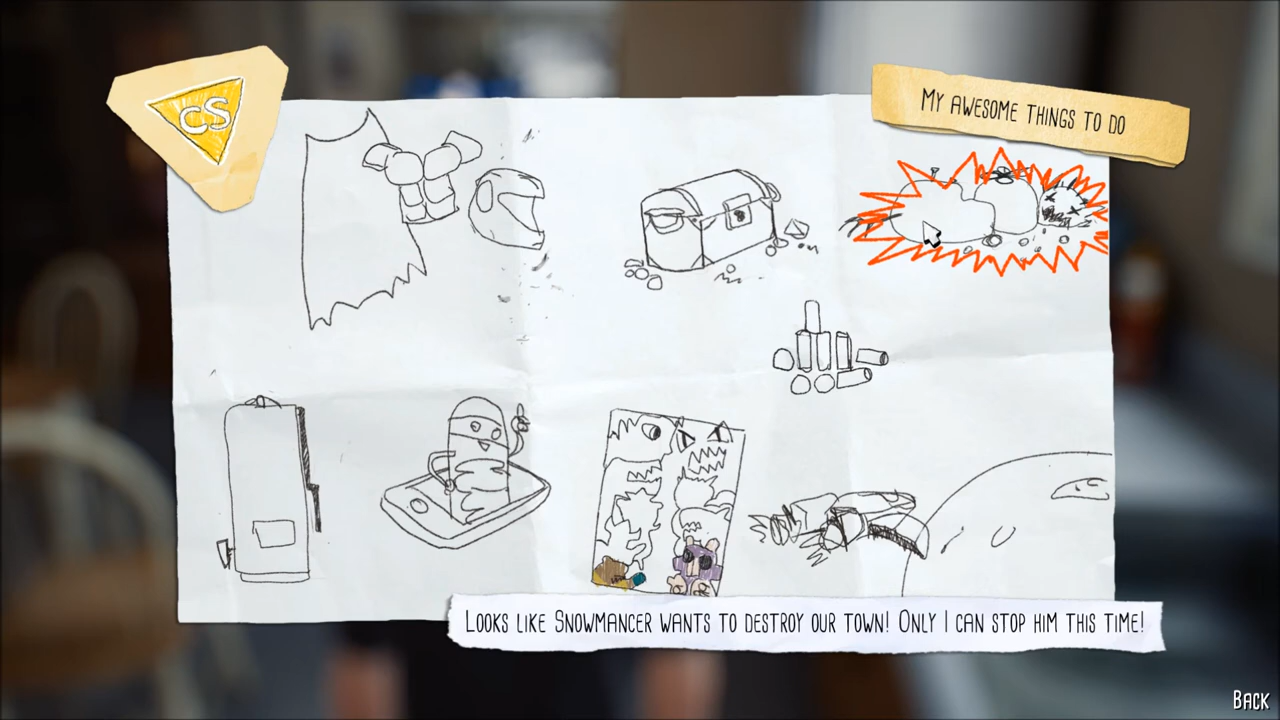 CS
MY AWESOME THINGS TO DO
LOOKS LIKE SNOWMANCER WANTS TO DESTROY OUR TOWN! ONLY I CAN STOP HIM THIS TIME!
BACK